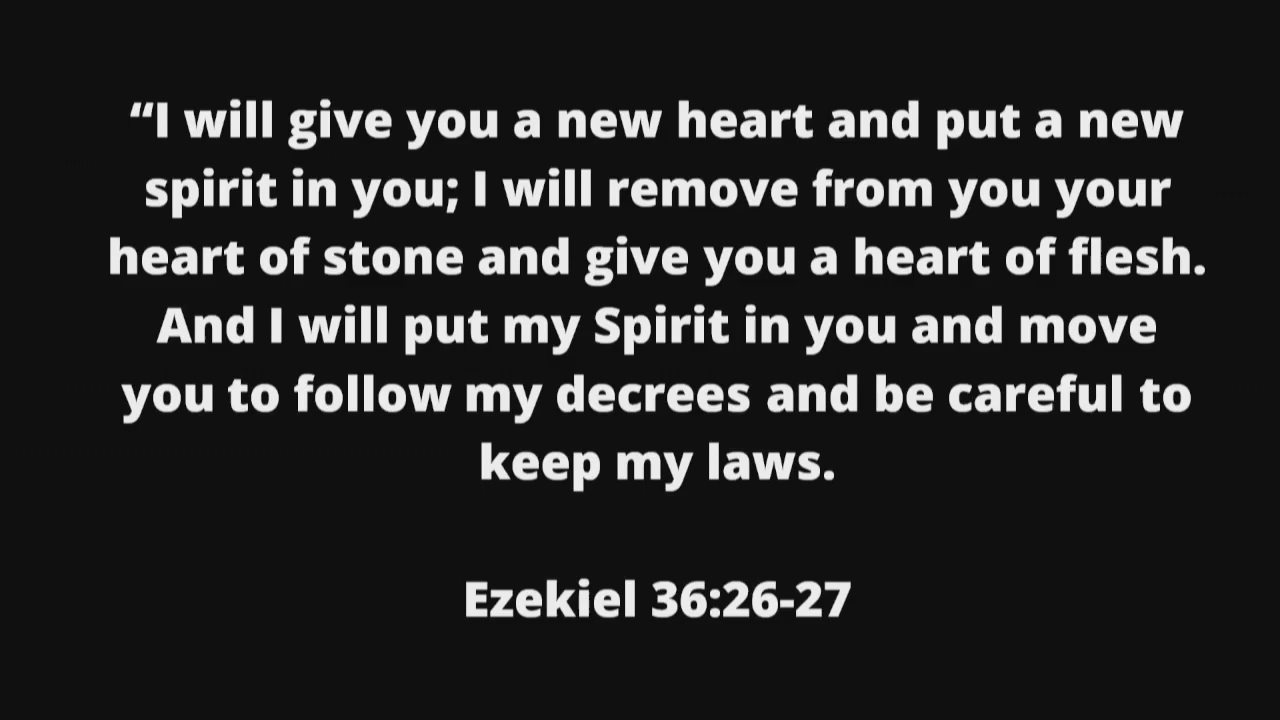 “I will give you a new heart and put a new
spirit in you; I will remove from you your
heart of stone and give you a heart of flesh.
And I will put my Spirit in you and move
you to follow my decrees and be careful to
keep my laws.
Ezekiel 36:26-27